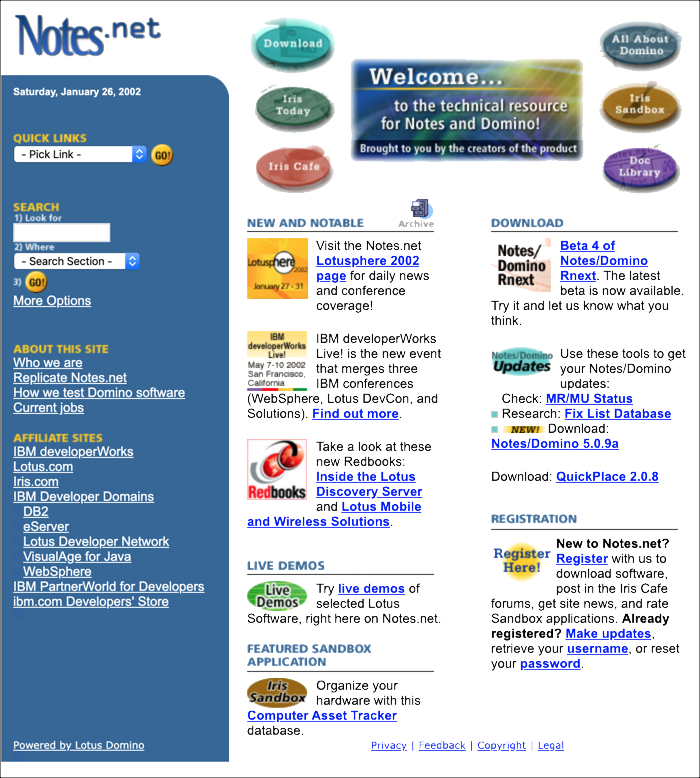 Notes.net
Download
Iris
Today
Iris Cafe
Welcome...
to the technical resource
for Notes and Domino!
Brought to you by the creators of the product
All About
Domino
Iris
Sandbox
Doc
Library
Saturday, January 26, 2002
QUICK LINKS
- Pick Link -
GO!
SEARCH
1) Look for
2) Where
- Search Section -
3) GO!
More Options
ABOUT THIS SITE
Who we are
Replicate Notes.net
How we test Domino software
Current jobs
AFFILIATE SITES
IBM developerWorks
Lotus.com
Iris.com
IBM Developer Domains
DB2
eServer
Lotus Developer Network
VisualAge for Java
WebSphere
IBM PartnerWorld for Developers
ibm.com Developers' Store
Powered by Lotus Domino
NEW AND NOTABLE
Archive
Lotusphere
2002
January 27 - 31
Visit the Notes.net
Lotusphere 2002
page for daily news
and conference
coverage!
IBM
developerWorks
Live!
May 7-10 2002
San Francisco,
California
IBM developerWorks
Live! is the new event
that merges three
IBM conferences
(WebSphere, Lotus DevCon, and
Solutions). Find out more.
Redbooks
Take a look at these
new Redbooks:
Inside the Lotus
Discovery Server
and Lotus Mobile
and Wireless Solutions.
LIVE DEMOS
Live
Demos
Try live demos of
selected Lotus
Software, right here on Notes.net.
FEATURED SANDBOX
APPLICATION
Iris
Sandbox
Organize your
hardware with this
Computer Asset Tracker
database.
DOWNLOAD
Notes/
Domino
Rnext
Beta 4 of
Notes/Domino
Rnext. The latest
beta is now available.
Try it and let us know what you
think.
Notes/Domino
Updates
Use these tools to get
your Notes/Domino
updates:
Check: MR/MU Status
Research: Fix List Database
NEW! Download:
Notes/Domino 5.0.9a
Download: QuickPlace 2.0.8
REGISTRATION
Register
Here!
New to Notes.net?
Register with us to
download software,
post in the Iris Cafe
forums, get site news, and rate
Sandbox applications. Already
registered? Make updates,
retrieve your username, or reset
your password.
Privacy | Feedback | Copyright | Legal